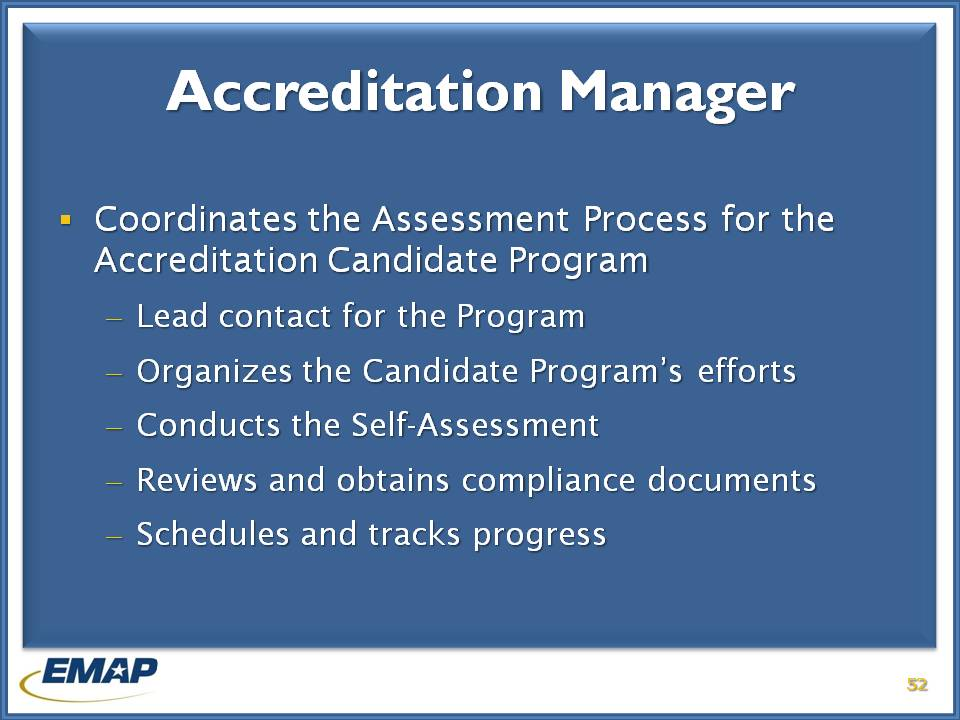 Accreditation Manager
▪ Coordinates the Assessment Process for the
Accreditation Candidate Program
– Lead contact for the Program
– Organizes the Candidate Program’s efforts
– Conducts the Self-Assessment
– Reviews and obtains compliance documents
– Schedules and tracks progress
EMAP
52